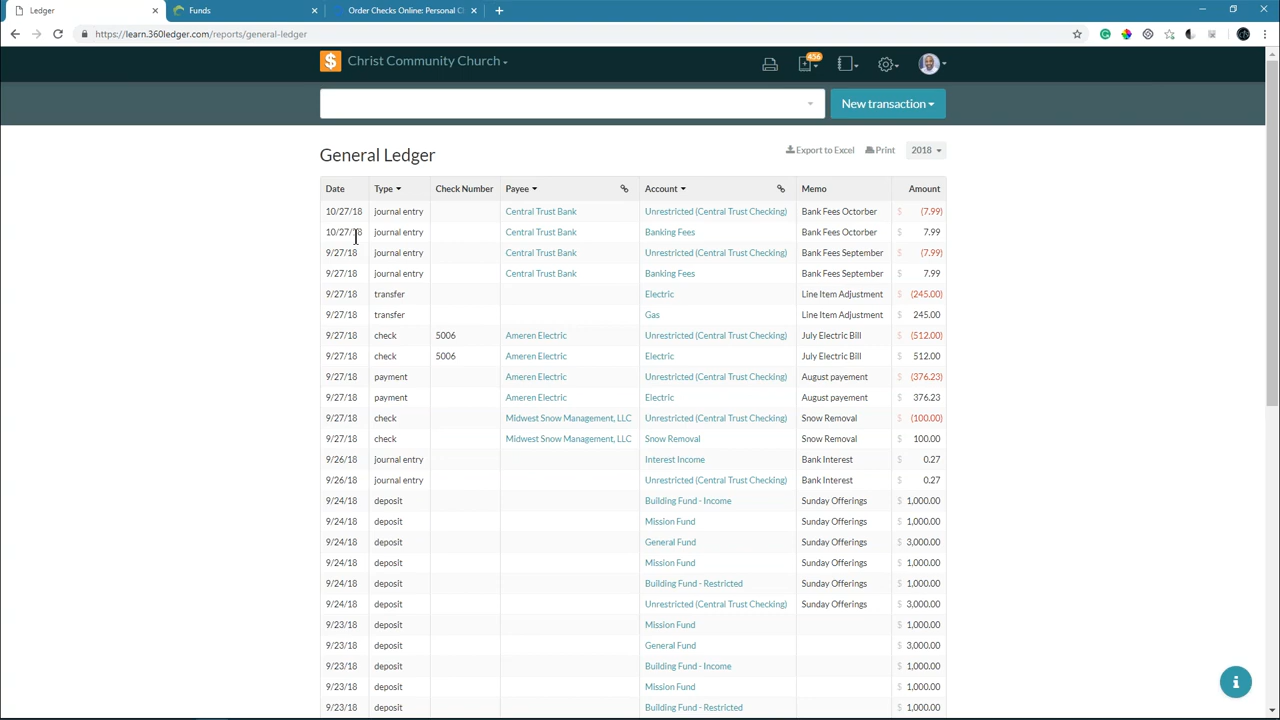 Ledger
Funds
Order Checks Online: Personal C
https://learn.360ledger.com/reports/general-ledger
Christ Community Church
456
New transaction
General Ledger
Export to Excel Print 2018
Date Type Check Number Payee Account Memo Amount
10/27/18 journal entry Central Trust Bank Unrestricted (Central Trust Checking) Bank Fees Octorber $ (7.99)
10/27/18 journal entry Central Trust Bank Banking Fees Bank Fees Octorber $ 7.99
9/27/18 journal entry Central Trust Bank Unrestricted (Central Trust Checking) Bank Fees September $ (7.99)
9/27/18 journal entry Central Trust Bank Banking Fees Bank Fees September $ 7.99
9/27/18 transfer Electric Line Item Adjustment $ (245.00)
9/27/18 transfer Gas Line Item Adjustment $ 245.00
9/27/18 check 5006 Ameren Electric Unrestricted (Central Trust Checking) July Electric Bill $ (512.00)
9/27/18 check 5006 Ameren Electric Electric July Electric Bill $ 512.00
9/27/18 payment Ameren Electric Unrestricted (Central Trust Checking) August payement $ (376.23)
9/27/18 payment Ameren Electric Electric August payement $ 376.23
9/27/18 check Midwest Snow Management, LLC Unrestricted (Central Trust Checking) Snow Removal $ (100.00)
9/27/18 check Midwest Snow Management, LLC Snow Removal Snow Removal $ 100.00
9/26/18 journal entry Interest Income Bank Interest $ 0.27
9/26/18 journal entry Unrestricted (Central Trust Checking) Bank Interest $ 0.27
9/24/18 deposit Building Fund - Income Sunday Offerings $ 1,000.00
9/24/18 deposit Mission Fund Sunday Offerings $ 1,000.00
9/24/18 deposit General Fund Sunday Offerings $ 3,000.00
9/24/18 deposit Mission Fund Sunday Offerings $ 1,000.00
9/24/18 deposit Building Fund - Restricted Sunday Offerings $ 1,000.00
9/24/18 deposit Unrestricted (Central Trust Checking) Sunday Offerings $ 3,000.00
9/23/18 deposit Mission Fund $ 1,000.00
9/23/18 deposit General Fund $ 3,000.00
9/23/18 deposit Building Fund - Income $ 1,000.00
9/23/18 deposit Mission Fund $ 1,000.00
9/23/18 deposit Building Fund - Restricted $ 1,000.00